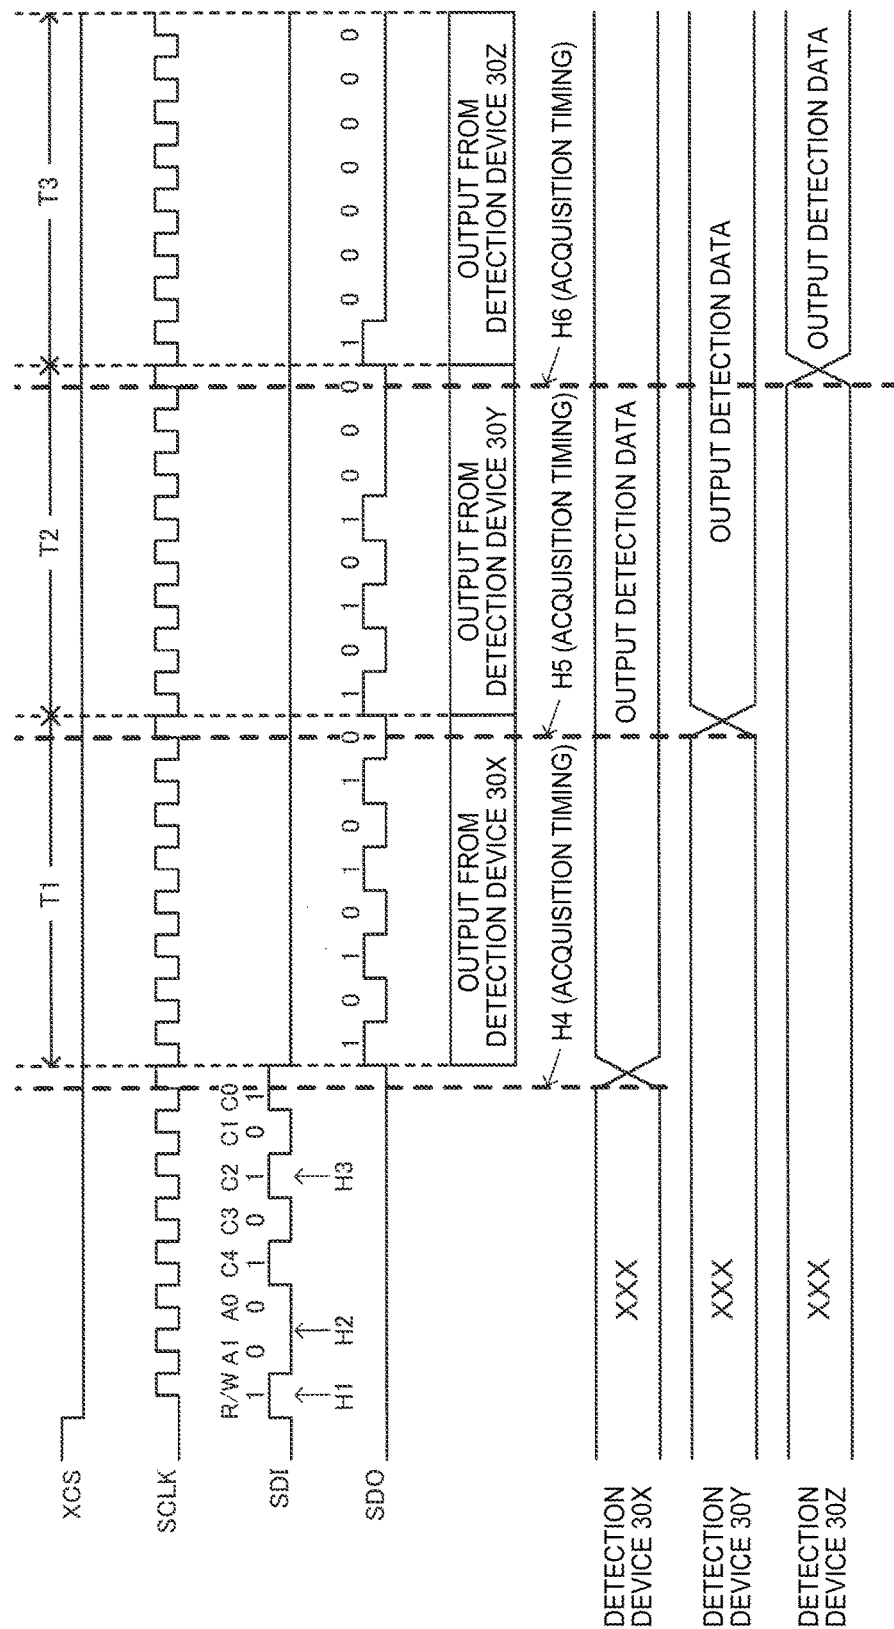 T1 T2 T3
XCS
SCLK
R/W A1 A0 C4 C3 C2 C1 C0
1 0 0 1 0 1 0 1
SDI
H1 H2 H3
1 0 1 0 1 0 1 0 1 0 1 0 1 0 0 0 1 0 0 0 0 0 0 0
SDO
OUTPUT FROM
DETECTION DEVICE 30X
OUTPUT FROM
DETECTION DEVICE 30Y
OUTPUT FROM
DETECTION DEVICE 30Z
H4 (ACQUISITION TIMING)
H5 (ACQUISITION TIMING)
H6 (ACQUISITION TIMING)
DETECTION
DEVICE 30X
XXX
OUTPUT DETECTION DATA
DETECTION
DEVICE 30Y
XXX
OUTPUT DETECTION DATA
DETECTION
DEVICE 30Z
XXX
OUTPUT DETECTION DATA